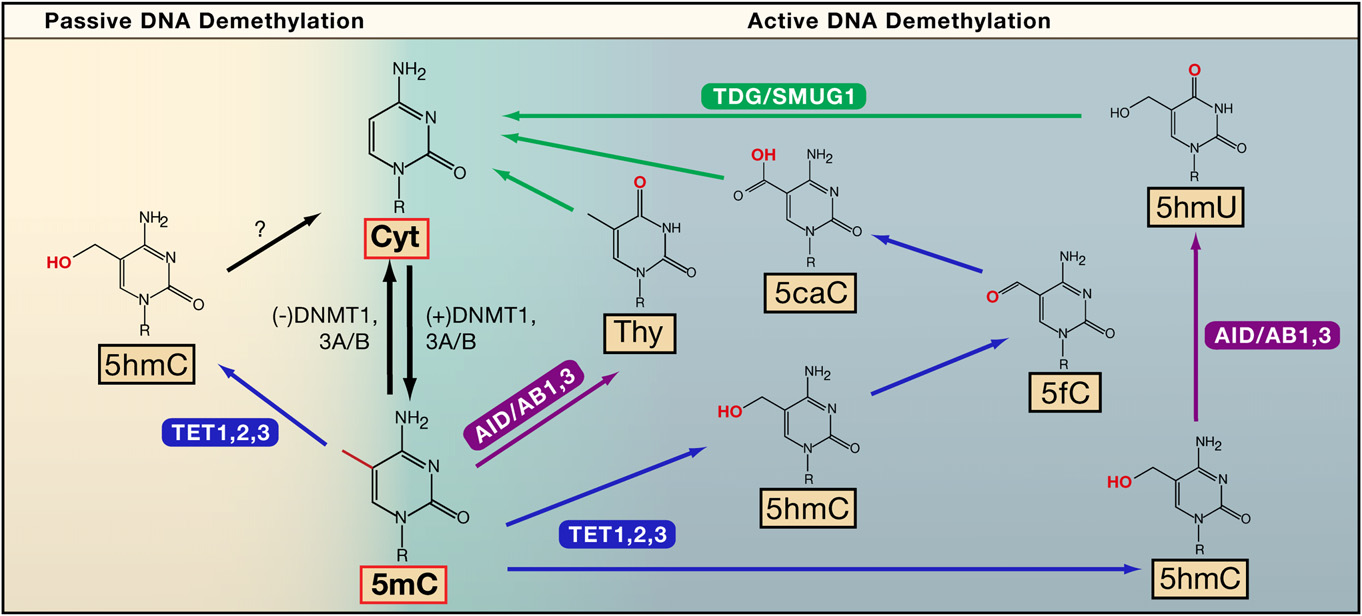 Passive DNA Demethylation
Active DNA Demethylation
NH2
N
N
O
R
Cyt
TDG/SMUG1
O
HO
NH
N
O
R
5hmU
OH
O
NH2
N
N
O
R
5caC
O
NH
N
O
R
Thy
NH2
HO
N
N
O
R
5hmC
?
(-)DNMT1,
3A/B
(+)DNMT1,
3A/B
NH2
O
N
N
O
R
5fC
AID/AB1,3
TET1,2,3
AID/AB1,3
NH2
HO
N
N
O
R
5hmC
NH2
N
N
O
R
5mC
TET1,2,3
NH2
HO
N
N
O
R
5hmC